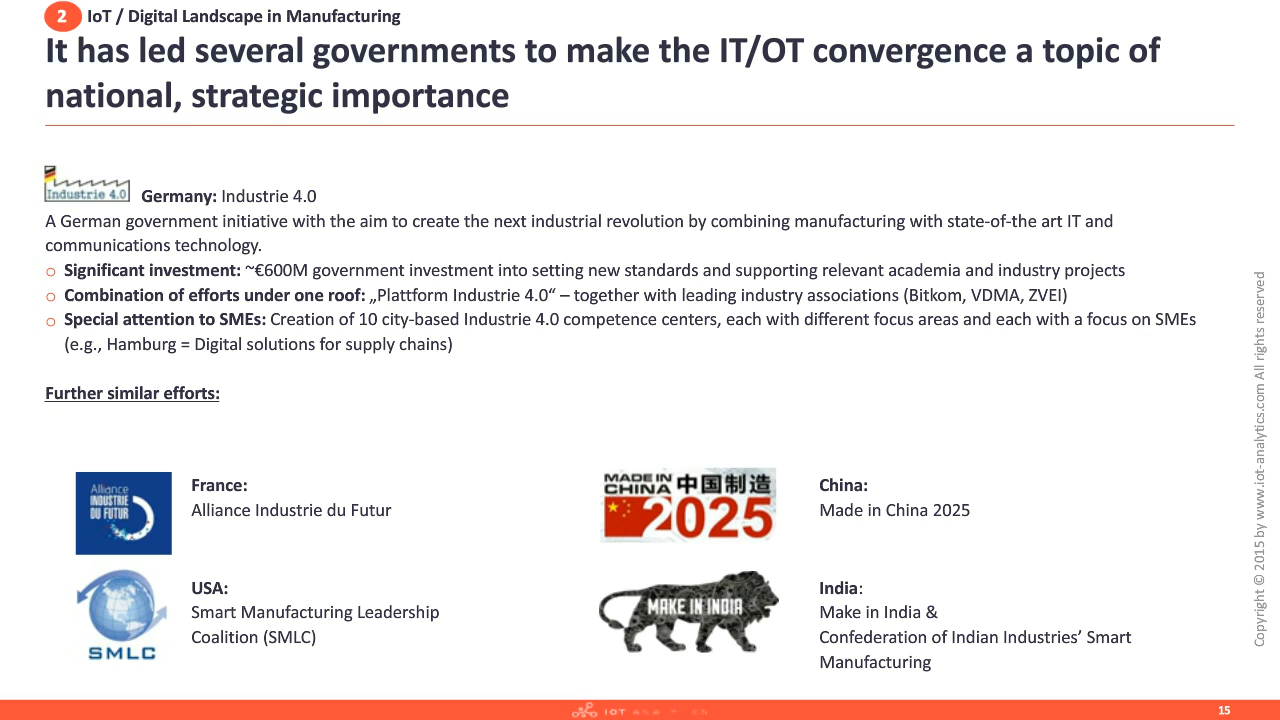 2 IoT / Digital Landscape in Manufacturing
It has led several governments to make the IT/OT convergence a topic of
national, strategic importance
Industrie 4.0
Germany: Industrie 4.0
A German government initiative with the aim to create the next industrial revolution by combining manufacturing with state-of-the art IT and
communications technology.
o Significant investment: ~€600M government investment into setting new standards and supporting relevant academia and industry projects
o Combination of efforts under one roof: „Plattform Industrie 4.0“ – together with leading industry associations (Bitkom, VDMA, ZVEI)
o Special attention to SMEs: Creation of 10 city-based Industrie 4.0 competence centers, each with different focus areas and each with a focus on SMEs
(e.g., Hamburg = Digital solutions for supply chains)
Further similar efforts:
Alliance
INDUSTRIE
DU FUTUR
France:
Alliance Industrie du Futur
MADE IN
CHINA 中国制造
2025
China:
Made in China 2025
SMLC
USA:
Smart Manufacturing Leadership
Coalition (SMLC)
MAKE IN INDIA
India:
Make in India &
Confederation of Indian Industries’ Smart
Manufacturing
Copyright © 2015 by www.iot-analytics.com All rights reserved
IOT
15